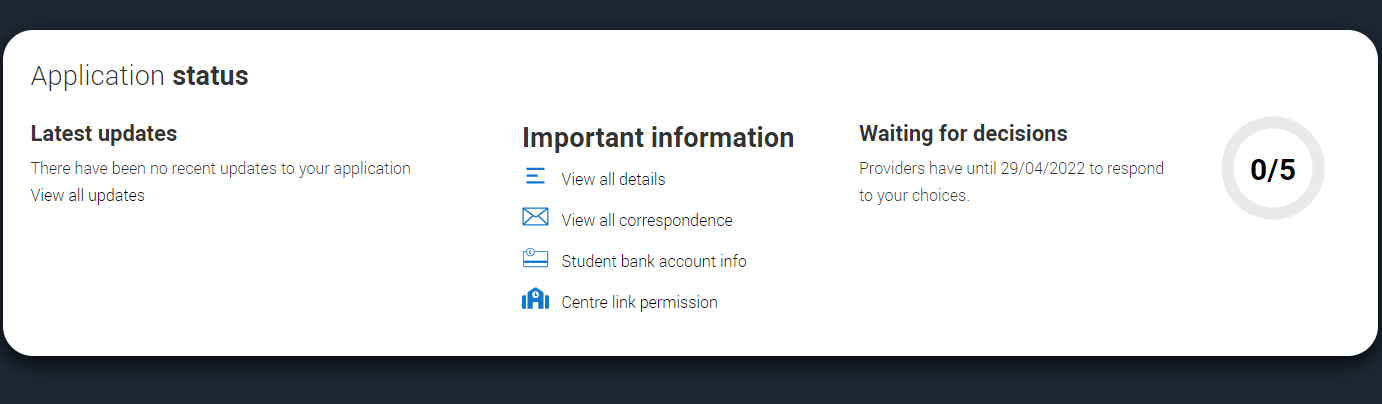 Application status
Latest updates
There have been no recent updates to your application
View all updates
Important information
View all details
View all correspondence
Student bank account info
Centre link permission
Waiting for decisions
Providers have until 29/04/2022 to respond
to your choices.
0/5